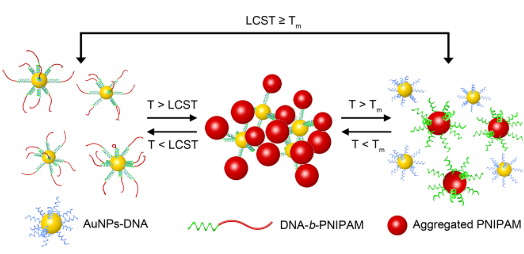 LCST ≥ Tm
T > LCST
T < LCST
T > Tm
T < Tm
AuNPs-DNA
DNA-b-PNIPAM
Aggregated PNIPAM